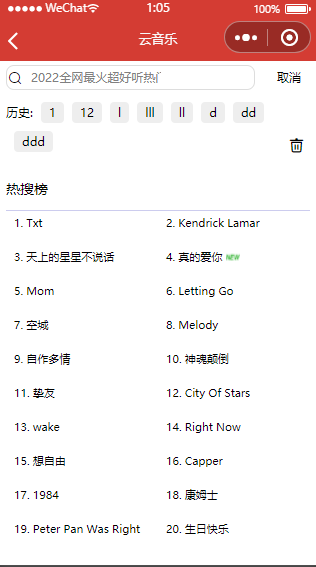 WeChat 1:05 100%
云音乐
2022全网最火超好听热门 取消
历史: 1 12 l lll ll d dd
ddd
热搜榜
1. Txt 2. Kendrick Lamar
3. 天上的星星不说话 4. 真的爱你 NEW
5. Mom 6. Letting Go
7. 空城 8. Melody
9. 自作多情 10. 神魂颠倒
11. 挚友 12. City Of Stars
13. wake 14. Right Now
15. 想自由 16. Capper
17. 1984 18. 康姆士
19. Peter Pan Was Right 20. 生日快乐